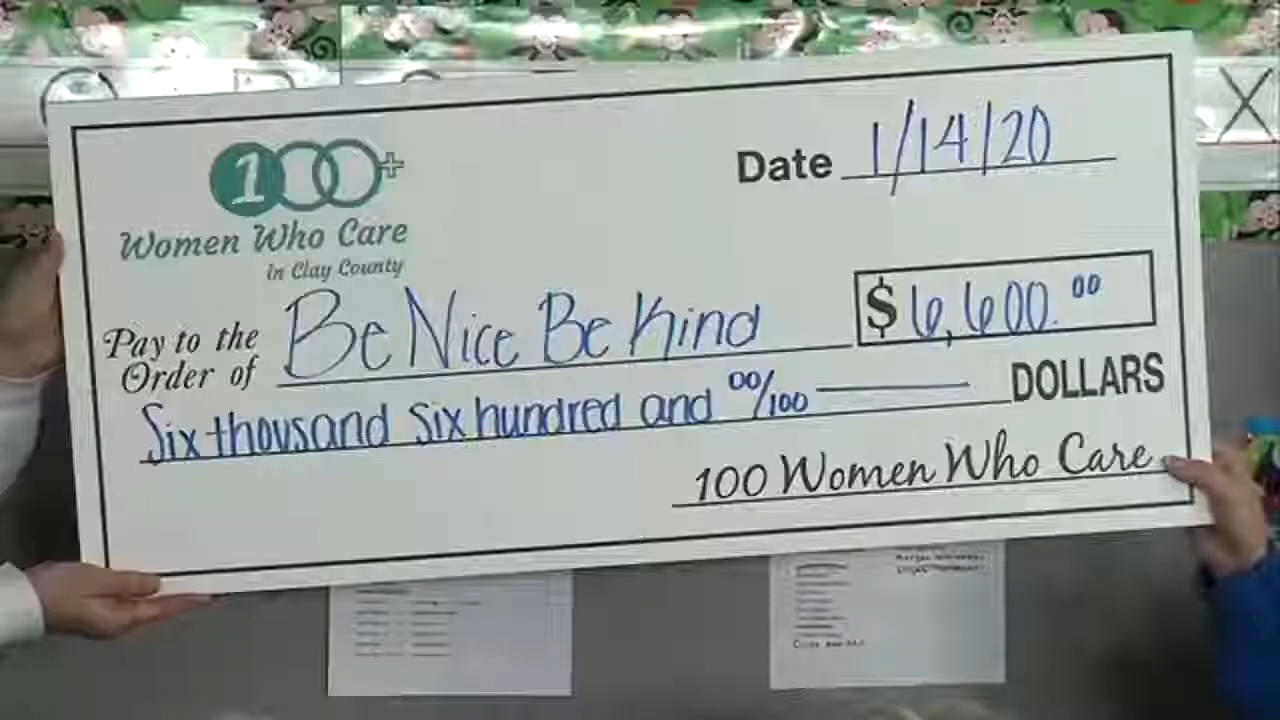 100+
Women Who Care
in Clay County
Date 1/14/20
Pay to the
Order of
Be Nice Be Kind
$ 6,600.00
Six thousand six hundred and 00/100
DOLLARS
100 Women Who Care
X